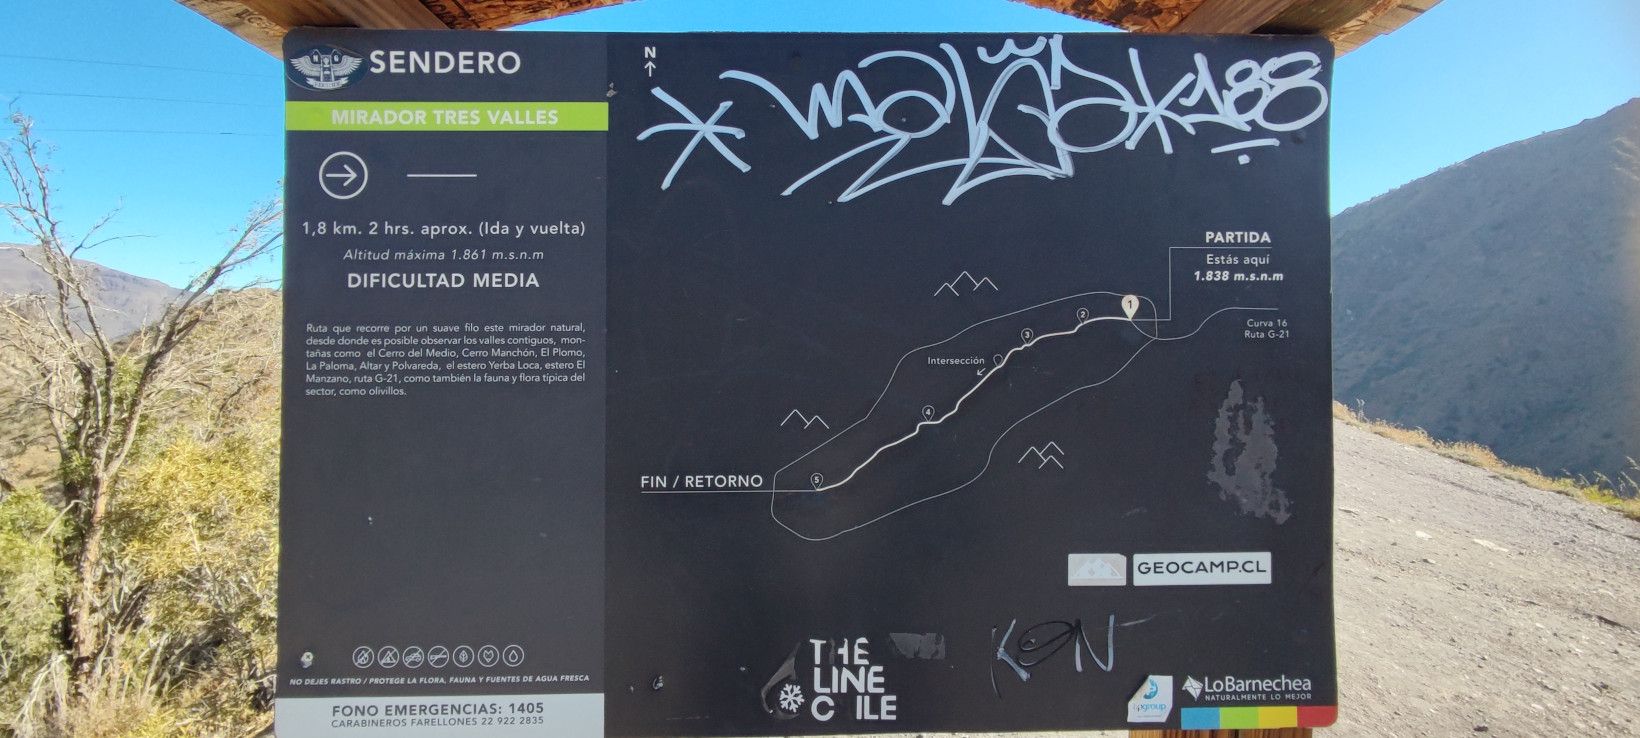 SENDERO
MIRADOR TRES VALLES
1,8 km. 2 hrs. aprox. (Ida y vuelta)
Altitud máxima 1.861 m.s.n.m
DIFICULTAD MEDIA
Ruta que recorre por un suave filo este mirador natural,
desde donde es posible observar los valles contiguos, mon-
tañas como el Cerro del Medio, Cerro Manchón, El Plomo,
La Paloma, Altar y Polvareda, el estero Yerba Loca, estero El
Manzano, ruta G-21, como también la fauna y flora típica del
sector, como olivillos.
NO DEJES RASTRO / PROTEGE LA FLORA, FAUNA Y FUENTES DE AGUA FRESCA
FONO EMERGENCIAS: 1405
CARABINEROS FARELLONES 22 922 2835
N
PARTIDA
Estás aquí
1.838 m.s.n.m
1
2
3
Curva 16
Ruta G-21
Intersección
4
5
FIN / RETORNO
GEOCAMP.CL
KON
THE
LINE
C ILE
LoBarnechea
NATURALMENTE LO MEJOR